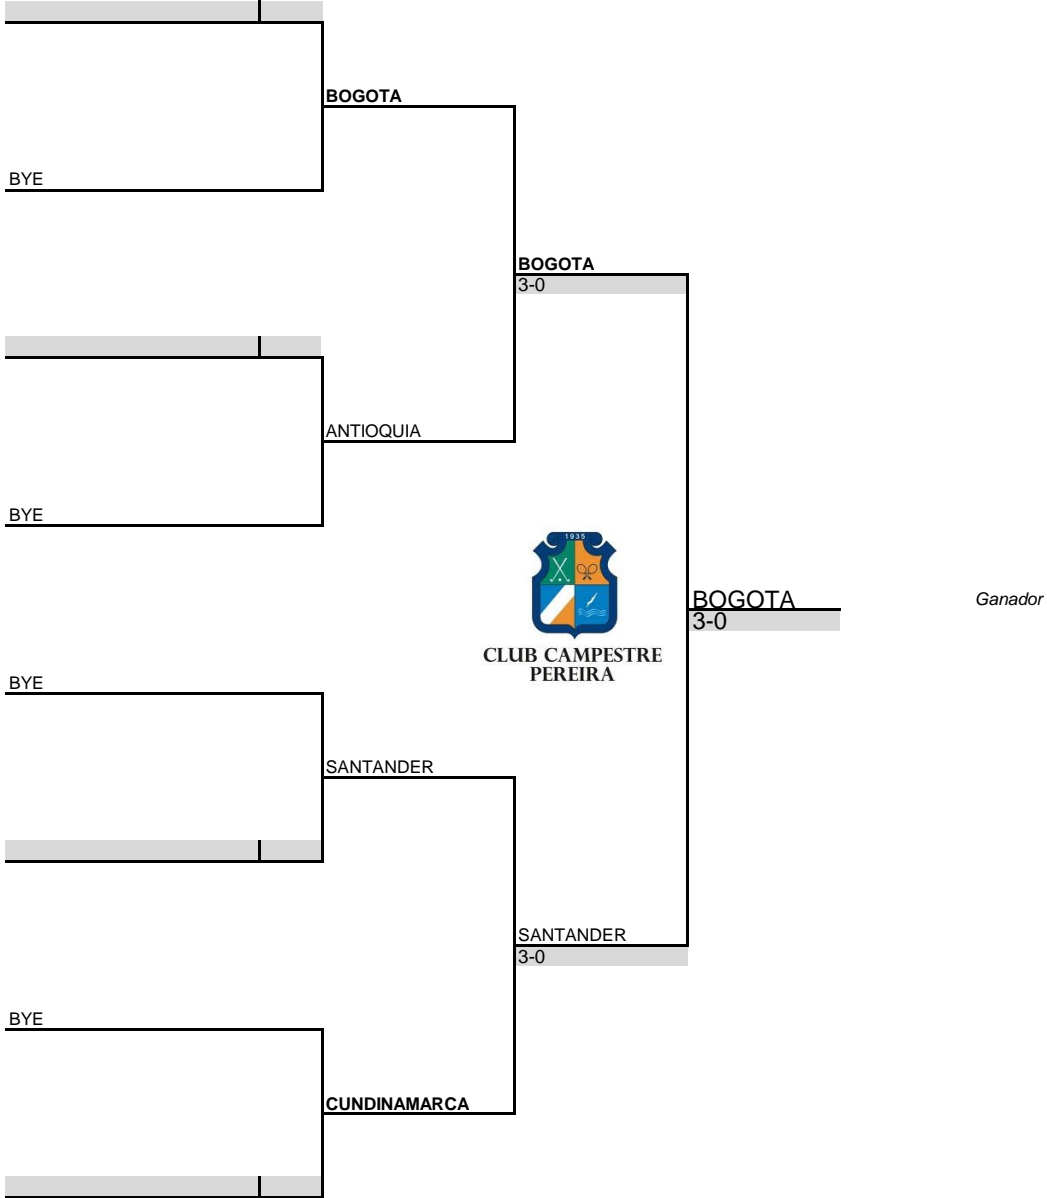 BOGOTA
BYE
BOGOTA
3-0
ANTIOQUIA
BYE
1935
BOGOTA
Ganador
3-0
CLUB CAMPESTRE
PEREIRA
BYE
SANTANDER
SANTANDER
3-0
BYE
CUNDINAMARCA